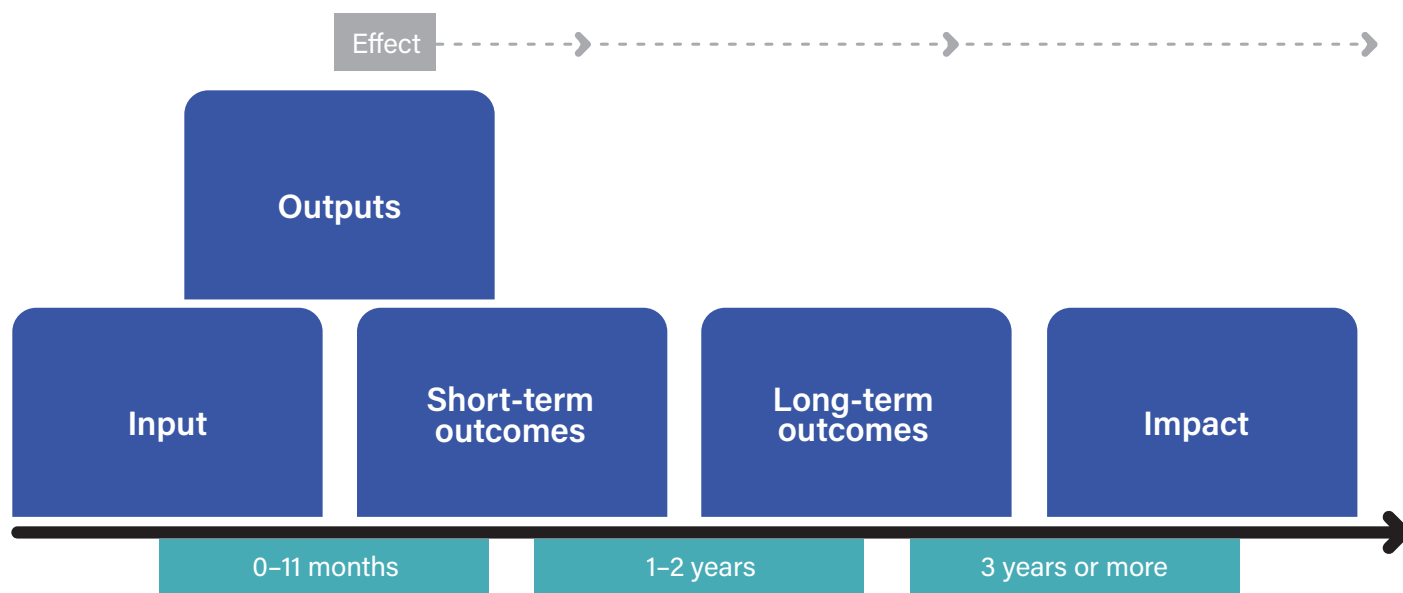 Effect
Outputs
Input
Short-term
outcomes
Long-term
outcomes
Impact
0–11 months
1–2 years
3 years or more